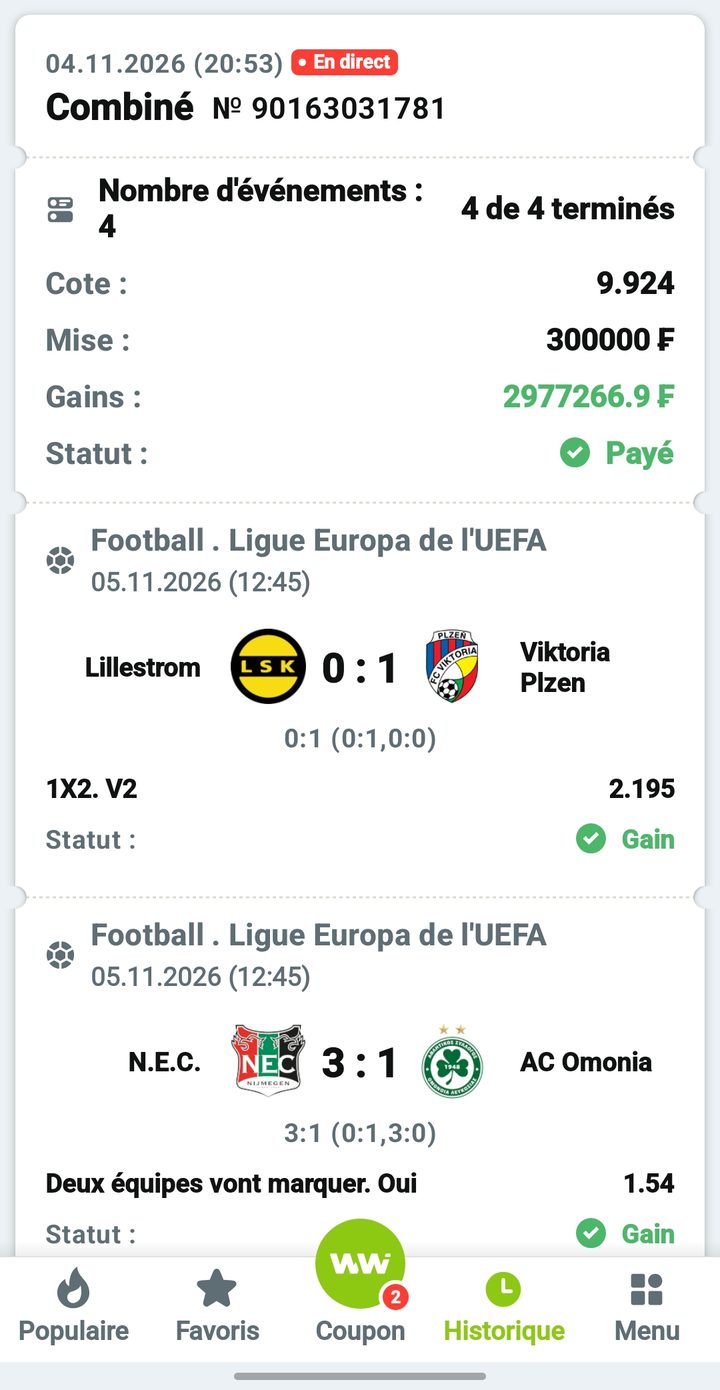 04.11.2026 (20:53) • En direct
Combiné Nº 90163031781
Nombre d'événements :
4
4 de 4 terminés
Cote :
9.924
Mise :
300000 ₣
Gains :
2977266.9 ₣
Statut :
Payé
Football . Ligue Europa de l'UEFA
05.11.2026 (12:45)
Lillestrom
LSK
0 : 1
PLZEŇ
FC VIKTORIA
Viktoria
Plzen
0:1 (0:1,0:0)
1X2. V2
2.195
Statut :
Gain
Football . Ligue Europa de l'UEFA
05.11.2026 (12:45)
N.E.C.
NEC
NIJMEGEN
3 : 1
1948
AC Omonia
3:1 (0:1,3:0)
Deux équipes vont marquer. Oui
1.54
Statut :
Gain
WW
2
Populaire
Favoris
Coupon
Historique
Menu